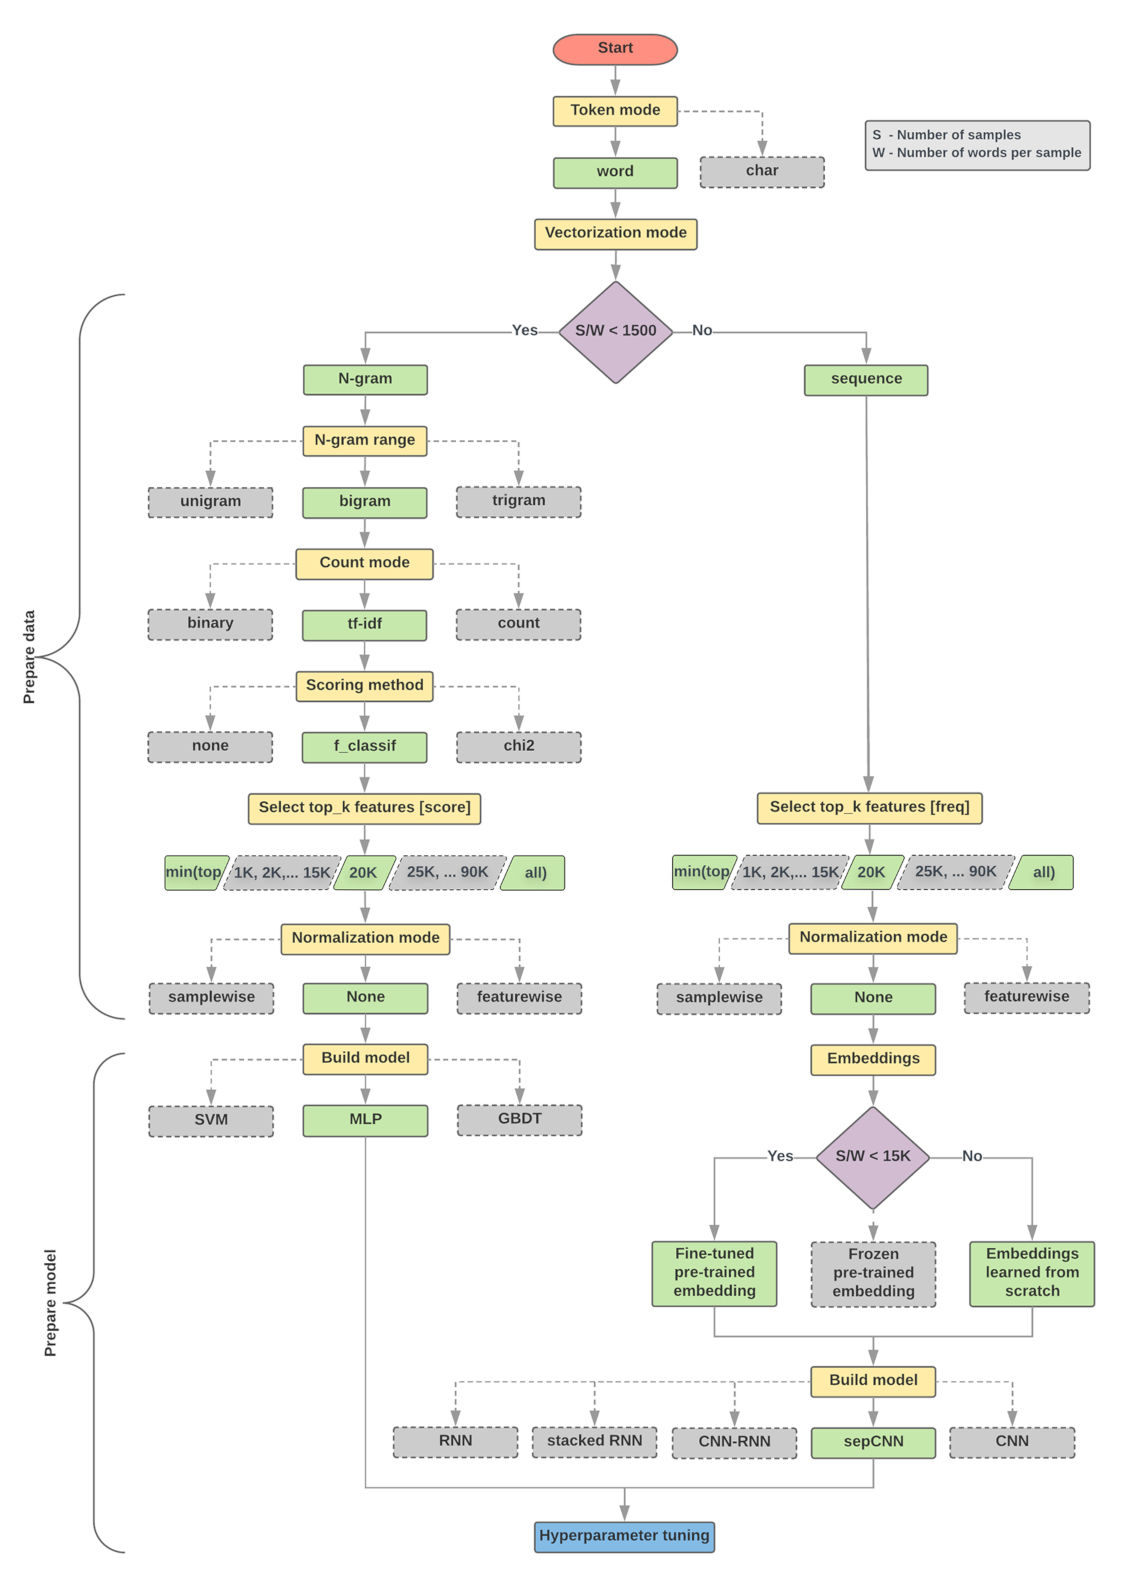 Start
Token mode
S - Number of samples
W - Number of words per sample
word
char
Vectorization mode
S/W < 1500
Yes
No
N-gram
sequence
N-gram range
unigram
bigram
trigram
Count mode
binary
tf-idf
count
Prepare data
Scoring method
none
f_classif
chi2
Select top_k features [score]
Select top_k features [freq]
min(top
1K, 2K,... 15K
20K
25K, ... 90K
all)
min(top
1K, 2K,... 15K
20K
25K, ... 90K
all)
Normalization mode
Normalization mode
samplewise
None
featurewise
samplewise
None
featurewise
Build model
Embeddings
SVM
MLP
GBDT
S/W < 15K
Yes
No
Prepare model
Fine-tuned
pre-trained
embedding
Frozen
pre-trained
embedding
Embeddings
learned from
scratch
Build model
RNN
stacked RNN
CNN-RNN
sepCNN
CNN
Hyperparameter tuning